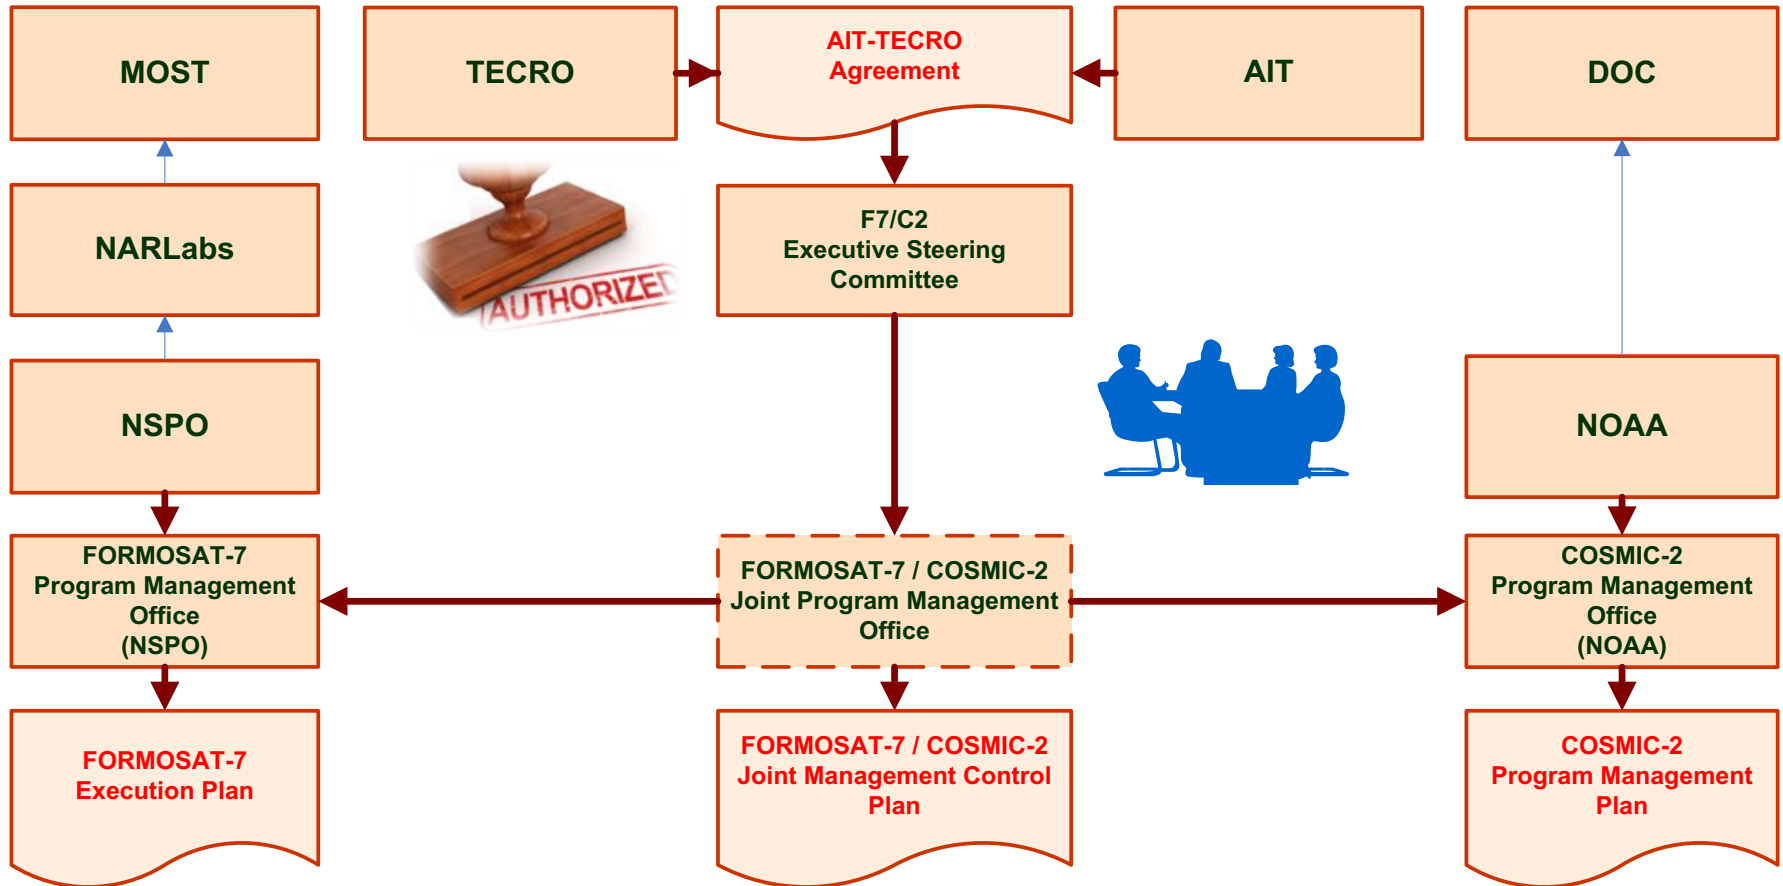 MOST
TECRO
AIT-TECRO
Agreement
AIT
DOC
NARLabs
AUTHORIZED
F7/C2
Executive Steering
Committee
NSPO
NOAA
FORMOSAT-7
Program Management
Office
(NSPO)
FORMOSAT-7 / COSMIC-2
Joint Program Management
Office
COSMIC-2
Program Management
Office
(NOAA)
FORMOSAT-7
Execution Plan
FORMOSAT-7 / COSMIC-2
Joint Management Control
Plan
COSMIC-2
Program Management
Plan